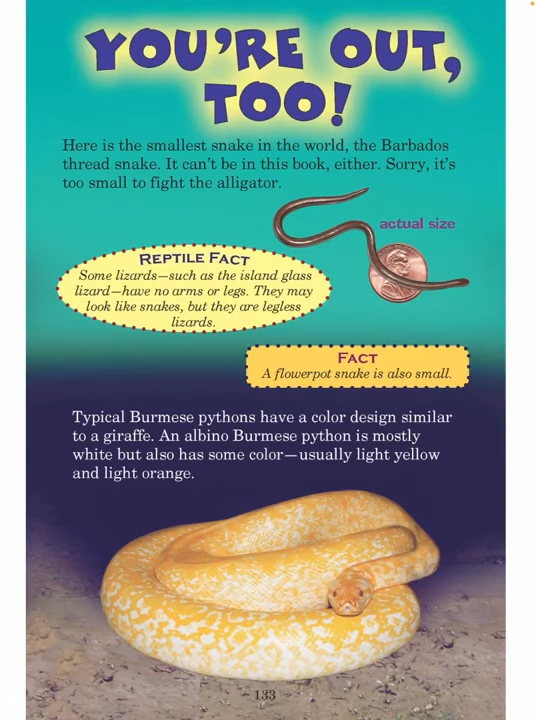 YOU'RE OUT,
TOO!
Here is the smallest snake in the world, the Barbados
thread snake. It can't be in this book, either. Sorry, it's
too small to fight the alligator.
actual size
REPTILE FACT
Some lizards—such as the island glass
lizard—have no arms or legs. They may
look like snakes, but they are legless
lizards.
FACT
A flowerpot snake is also small.
Typical Burmese pythons have a color design similar
to a giraffe. An albino Burmese python is mostly
white but also has some color—usually light yellow
and light orange.
133